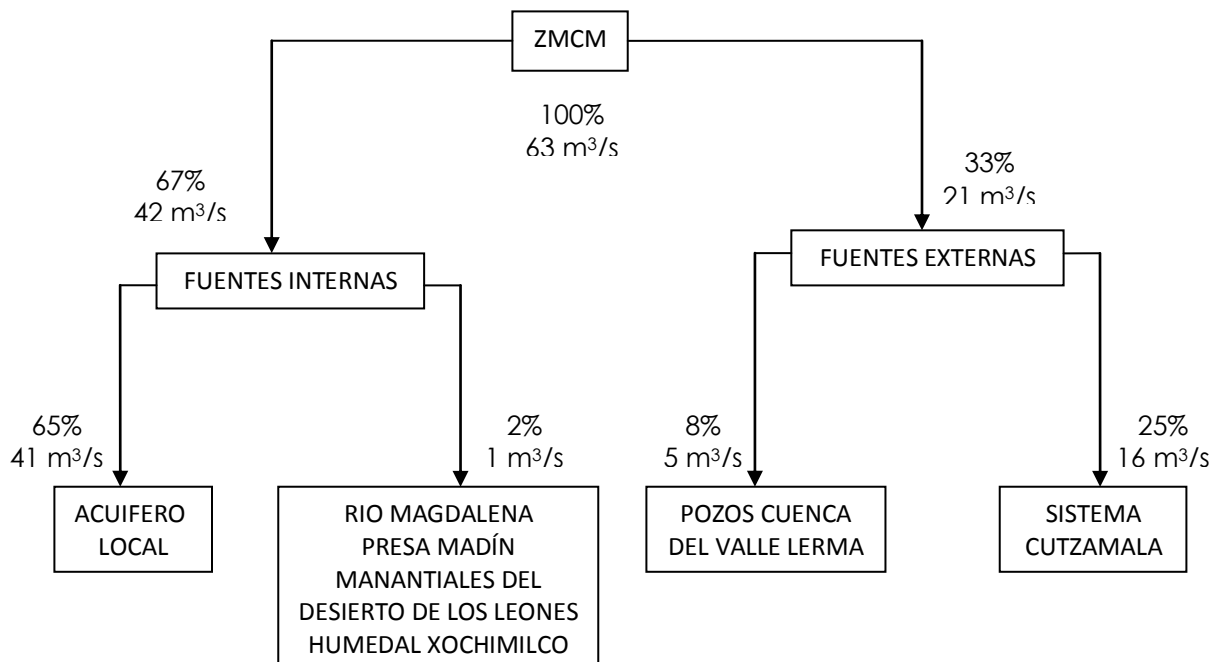 ZMCM
100%
63 m³/s
67%
42 m³/s
33%
21 m³/s
FUENTES INTERNAS
FUENTES EXTERNAS
65%
41 m³/s
2%
1 m³/s
8%
5 m³/s
25%
16 m³/s
ACUIFERO
LOCAL
RIO MAGDALENA
PRESA MADÍN
MANANTIALES DEL
DESIERTO DE LOS LEONES
HUMEDAL XOCHIMILCO
POZOS CUENCA
DEL VALLE LERMA
SISTEMA
CUTZAMALA